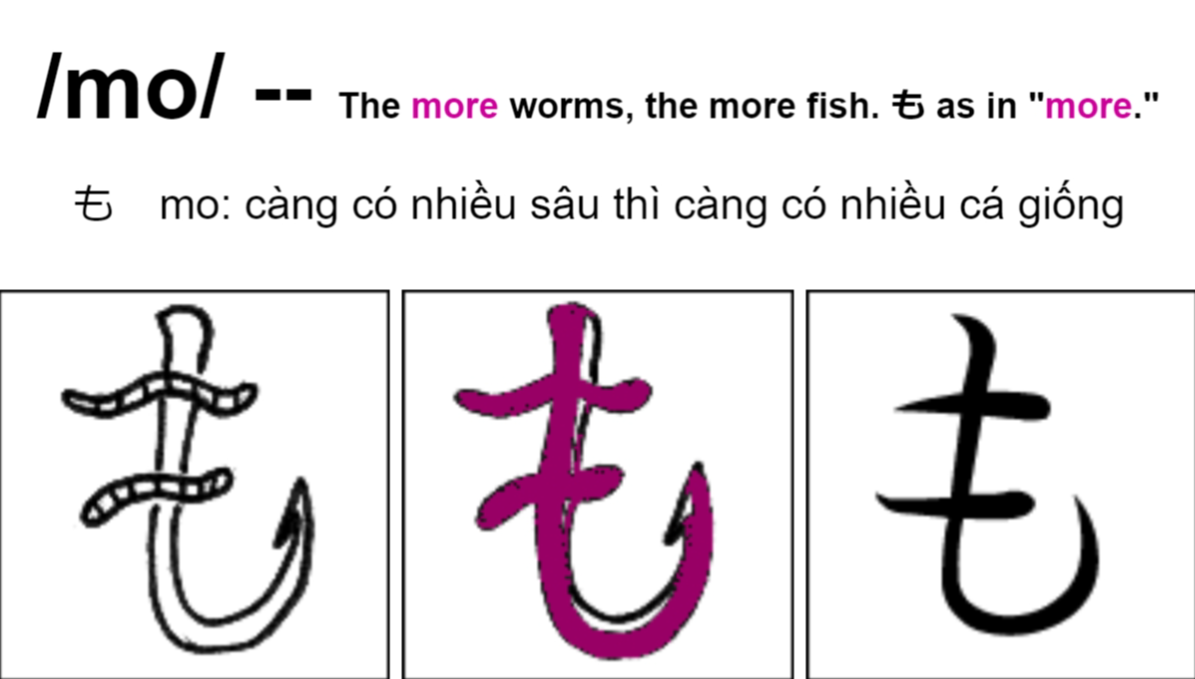 /mo/ -- The more worms, the more fish. も as in "more."
も mo: càng có nhiều sâu thì càng có nhiều cá giống
も